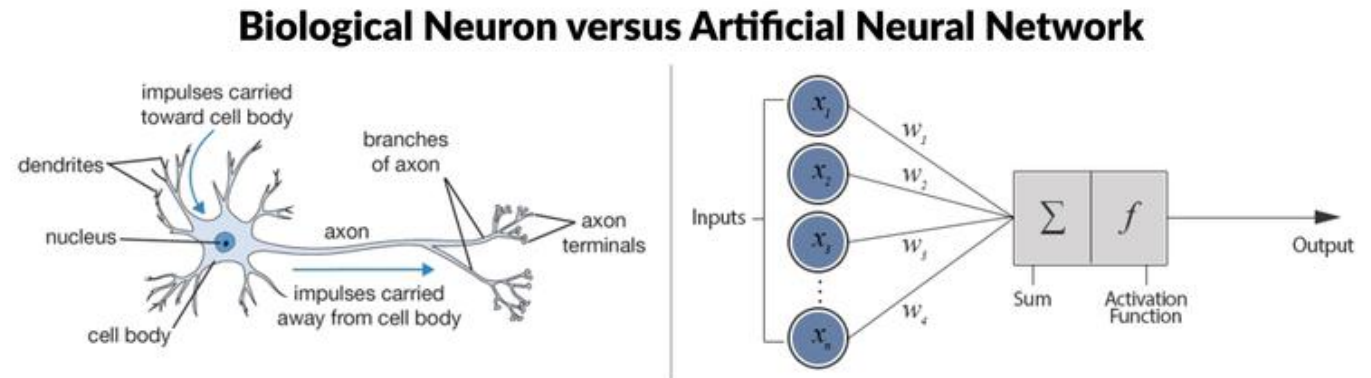 Biological Neuron versus Artificial Neural Network
impulses carried
toward cell body
dendrites
branches
of axon
axon
terminals
nucleus
axon
impulses carried
away from cell body
cell body
Inputs
x₁
x₂
x₃
xₙ
w₁
w₂
w₃
w₄
∑
f
Sum
Activation
Function
Output